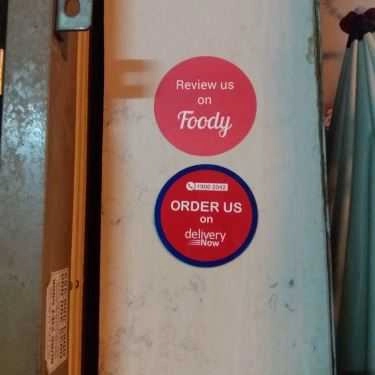 Review us
on
Foody
1900 2042
ORDER US
on
delivery
Now